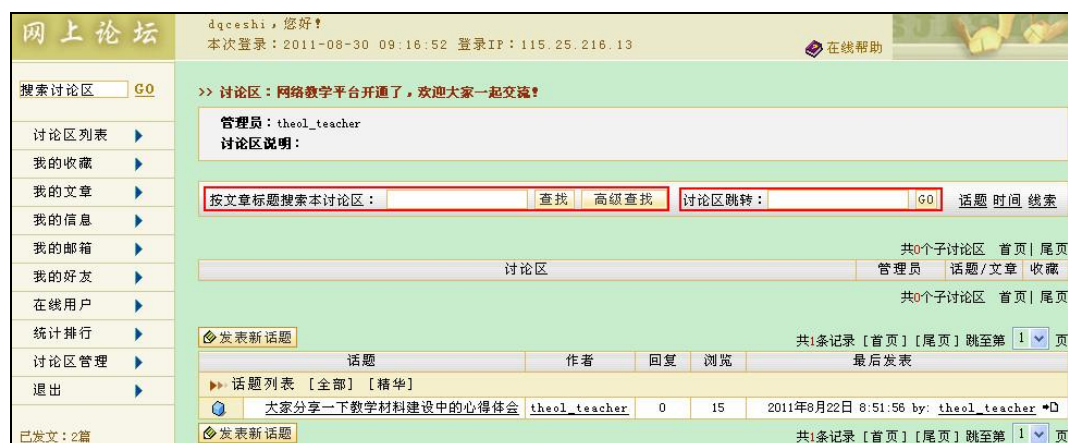 网上论坛
dqceshi，您好！
本次登录：2011-08-30 09:16:52 登录IP：115.25.216.13
在线帮助
搜索讨论区 GO
讨论区列表
我的收藏
我的文章
我的信息
我的邮箱
我的好友
在线用户
统计排行
讨论区管理
退出
已发文：2篇
>> 讨论区：网络教学平台开通了，欢迎大家一起交流！
管理员：theol_teacher
讨论区说明：
按文章标题搜索本讨论区： 查找 高级查找 讨论区跳转： GO 话题 时间 线索
共0个子讨论区 首页| 尾页
讨论区 管理员 话题/文章 收藏
共0个子讨论区 首页| 尾页
发表新话题 共1条记录 [首页] [尾页] 跳至第 1 页
话题 作者 回复 浏览 最后发表
话题列表 [全部] [精华]
大家分享一下教学材料建设中的心得体会 theol_teacher 0 15 2011年8月22日 8:51:56 by: theol_teacher
发表新话题 共1条记录 [首页] [尾页] 跳至第 1 页